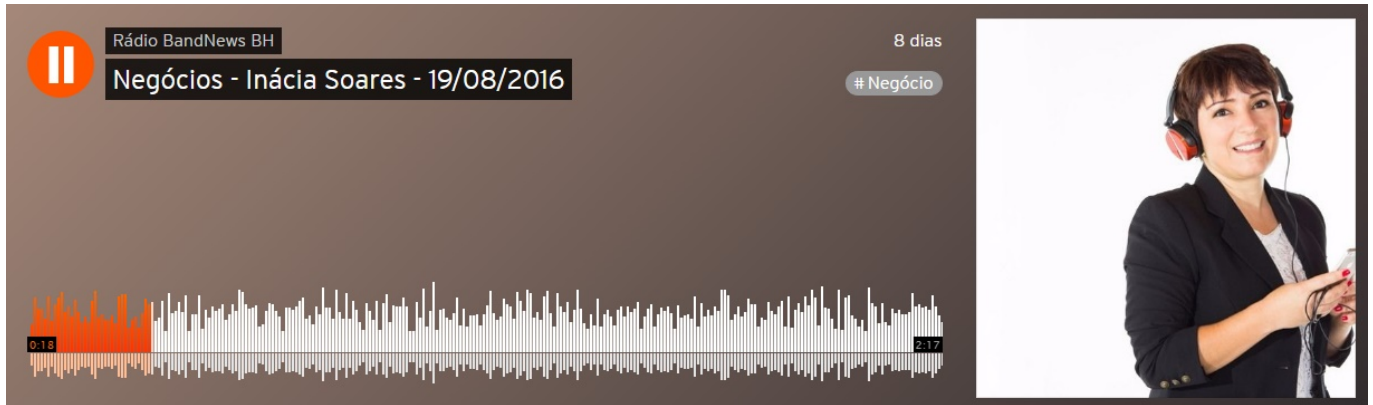 Rádio BandNews BH
8 dias
Negócios - Inácia Soares - 19/08/2016
# Negócio
0:18
2:17